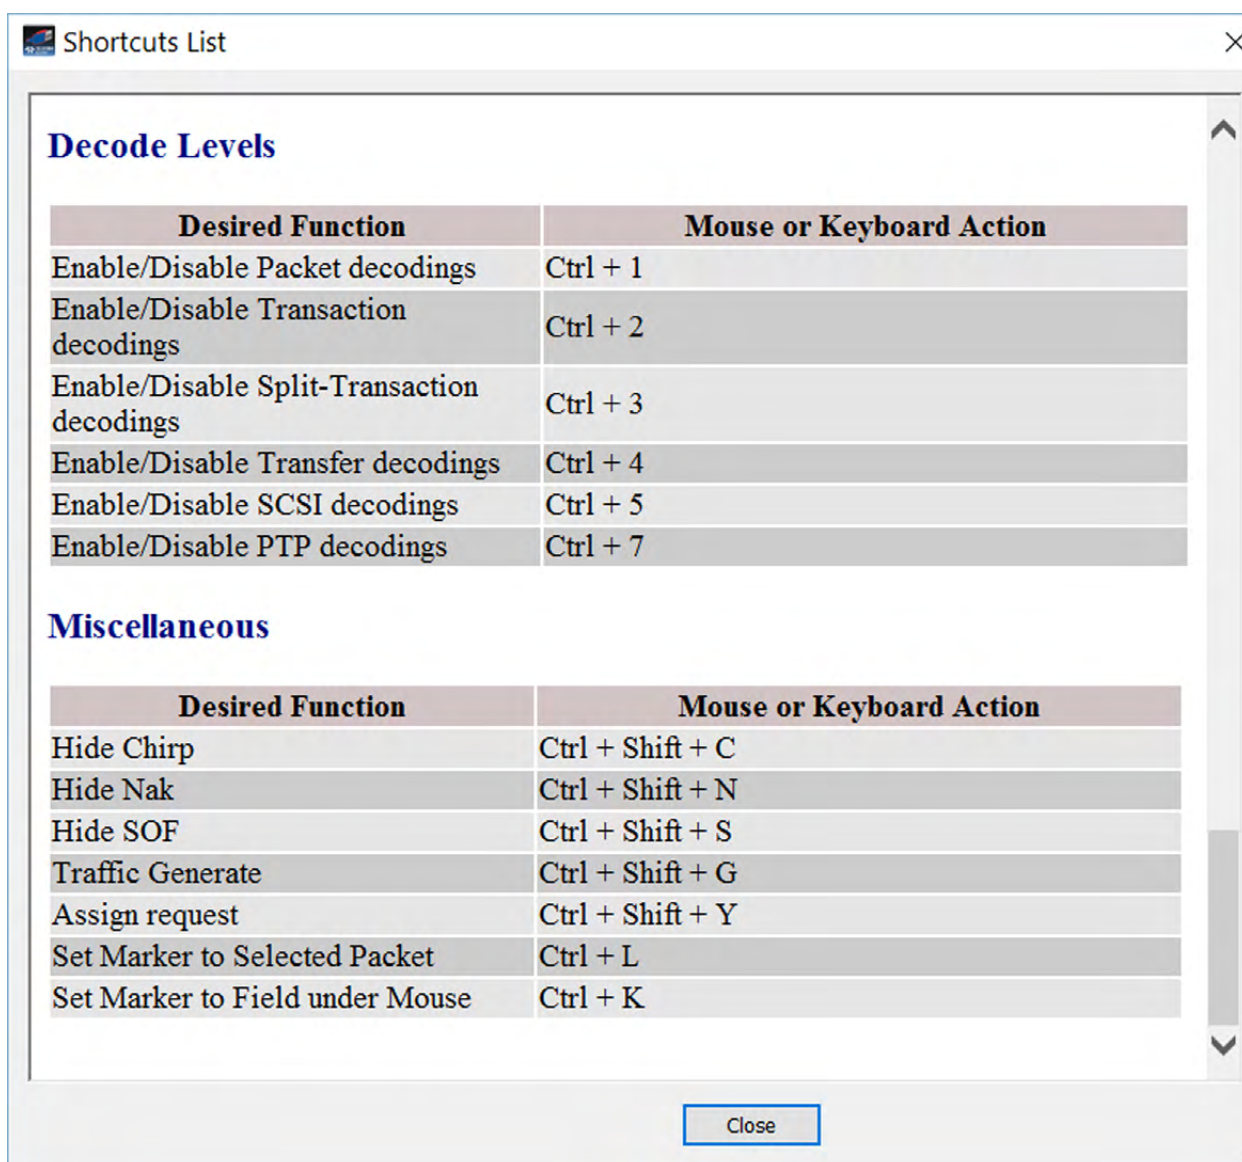 Shortcuts List
Decode Levels
Desired Function Mouse or Keyboard Action
Enable/Disable Packet decodings Ctrl + 1
Enable/Disable Transaction
decodings Ctrl + 2
Enable/Disable Split-Transaction
decodings Ctrl + 3
Enable/Disable Transfer decodings Ctrl + 4
Enable/Disable SCSI decodings Ctrl + 5
Enable/Disable PTP decodings Ctrl + 7
Miscellaneous
Desired Function Mouse or Keyboard Action
Hide Chirp Ctrl + Shift + C
Hide Nak Ctrl + Shift + N
Hide SOF Ctrl + Shift + S
Traffic Generate Ctrl + Shift + G
Assign request Ctrl + Shift + Y
Set Marker to Selected Packet Ctrl + L
Set Marker to Field under Mouse Ctrl + K
Close